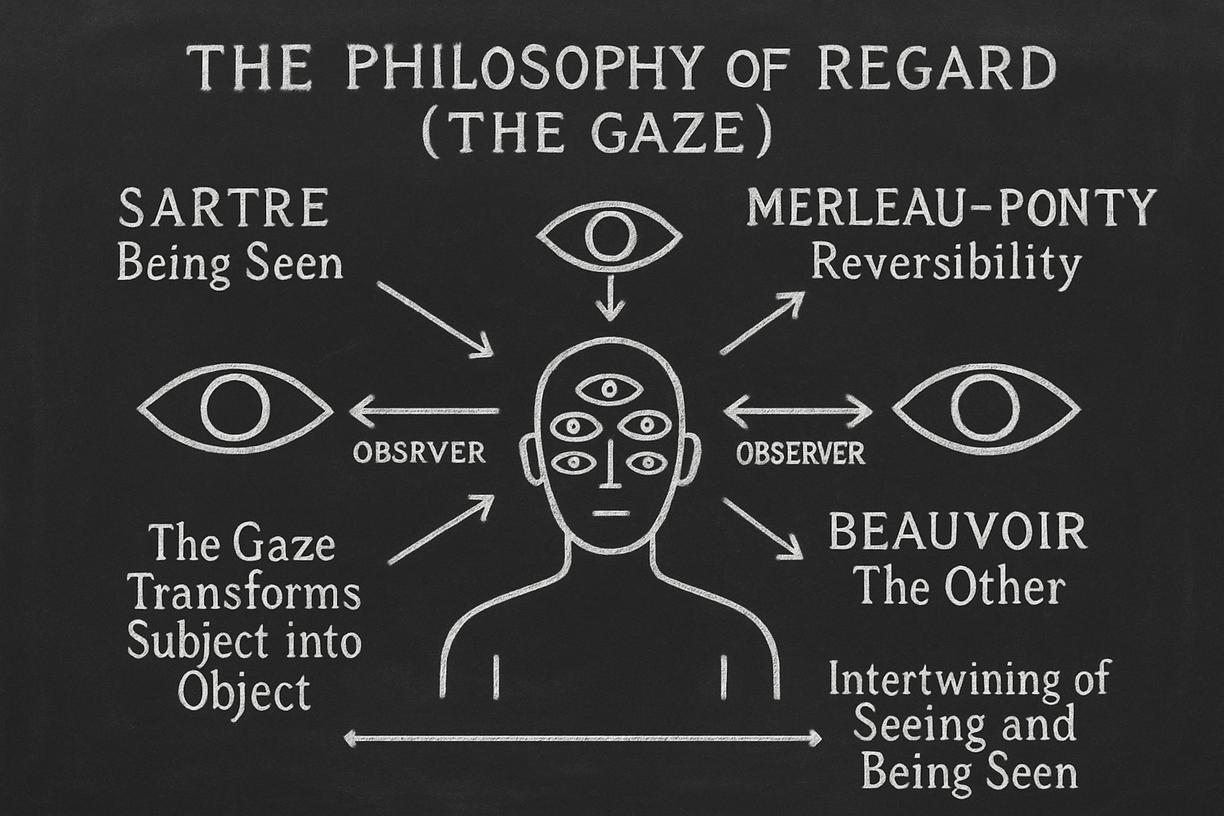 THE PHILOSOPHY OF REGARD
(THE GAZE)
SARTRE
Being Seen
MERLEAU-PONTY
Reversibility
OBSRVER
OBSERVER
The Gaze
Transforms
Subject into
Object
BEAUVOIR
The Other
Intertwining of
Seeing and
Being Seen